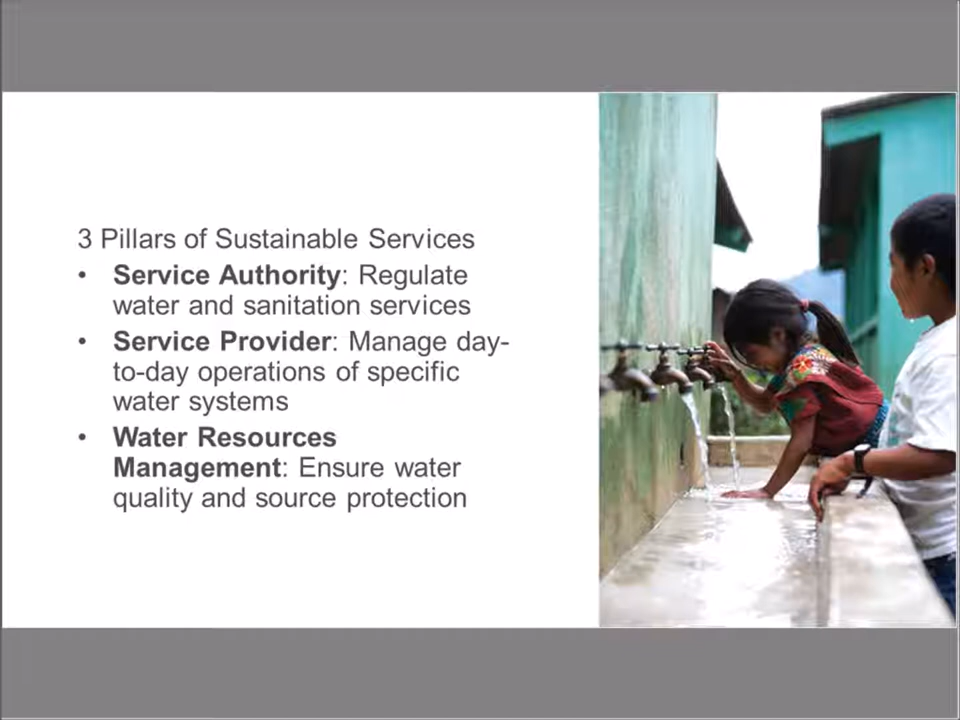 3 Pillars of Sustainable Services
• Service Authority: Regulate
water and sanitation services
• Service Provider: Manage day-
to-day operations of specific
water systems
• Water Resources
Management: Ensure water
quality and source protection